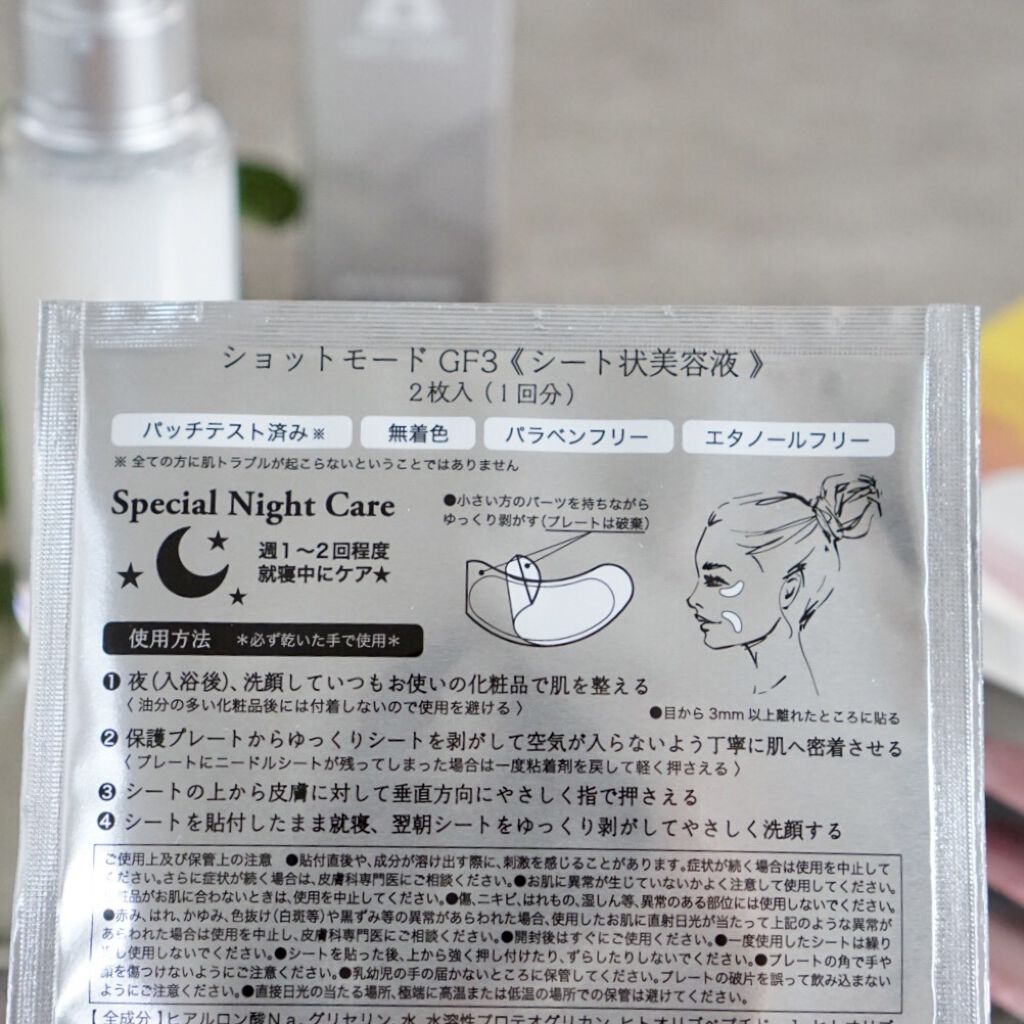 ショットモード GF3《シート状美容液》
2枚入(1回分)
パッチテスト済み※ 無着色 パラベンフリー エタノールフリー
※ 全ての方に肌トラブルが起こらないということではありません
Special Night Care
週1〜2回程度
就寝中にケア★
●小さい方のパーツを持ちながら
ゆっくり剥がす(プレートは破棄)
使用方法 *必ず乾いた手で使用*
❶ 夜(入浴後)、洗顔していつもお使いの化粧品で肌を整える
〈 油分の多い化粧品後には付着しないので使用を避ける 〉
●目から 3mm 以上離れたところに貼る
❷ 保護プレートからゆっくりシートを剥がして空気が入らないよう丁寧に肌へ密着させる
〈 プレートにニードルシートが残ってしまった場合は一度粘着剤を戻して軽く押さえる 〉
❸ シートの上から皮膚に対して垂直方向にやさしく指で押さえる
❹ シートを貼付したまま就寝、翌朝シートをゆっくり剥がしてやさしく洗顔する
ご使用上及び保管上の注意 ●貼付直後や、成分が溶け出す際に、刺激を感じることがあります。症状が続く場合は使用を中止して
ください。さらに症状が続く場合は、皮膚科専門医にご相談ください。●お肌に異常が生じていないかよく注意して使用してください。
粧品がお肌に合わないときは、使用を中止してください。●傷、ニキビ、はれもの、湿しん等、異常のある部位には使用しないでください。
●赤み、はれ、かゆみ、色抜け(白斑等)や黒ずみ等の異常があらわれた場合、使用したお肌に直射日光が当たって上記のような異常が
あらわれた場合は使用を中止し、皮膚科専門医にご相談ください。●開封後はすぐにご使用ください。●一度使用したシートは繰り
し使用しないでください。●シートを貼った後、上から強く押し付けたり、ずらしたりしないでください。●プレートの角で手や
顔を傷つけないようにご注意ください。●乳幼児の手の届かないところに保管してください。プレートの破片を誤って飲み込まない
ようにご注意ください。●直接日光の当たる場所、極端に高温または低温の場所での保管は避けてください。
【全成分】ヒアルロン酸Na、グリセリン、水、水溶性プロテオグリカン、ヒトオリゴペプチド